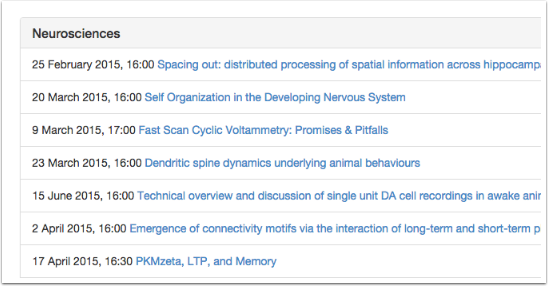 Neurosciences
25 February 2015, 16:00 Spacing out: distributed processing of spatial information across
20 March 2015, 16:00 Self Organization in the Developing Nervous System
9 March 2015, 17:00 Fast Scan Cyclic Voltammetry: Promises & Pitfalls
23 March 2015, 16:00 Dendritic spine dynamics underlying animal behaviours
15 June 2015, 16:00 Technical overview and discussion of single unit DA cell recordings in awake
2 April 2015, 16:00 Emergence of connectivity motifs via the interaction of long-term and short-term
17 April 2015, 16:30 PKMzeta, LTP, and Memory